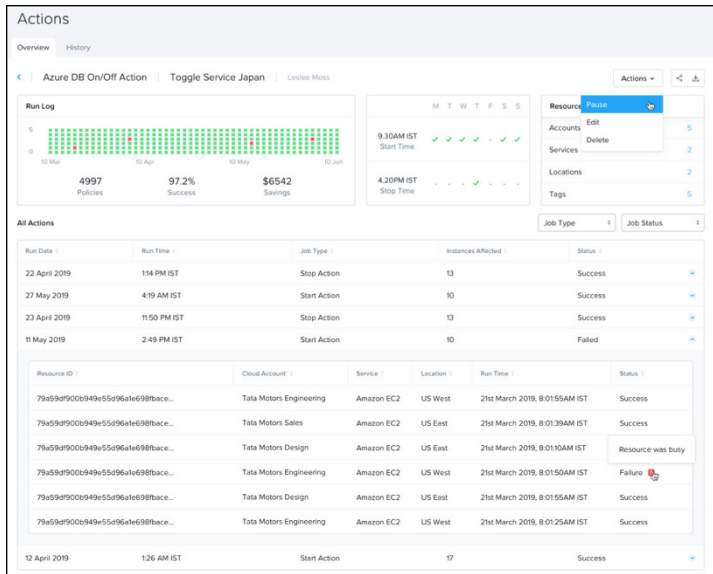 Actions
Overview History
Azure DB On/Off Action Toggle Service Japan Leslee Moss Actions
Run Log
5
0
10 Mar 10 Apr 10 May 10 Jun
4997 97.2% $6542
Policies Success Savings
M T W T F S S
9.30AM IST
Start Time
4.20PM IST
Stop Time
Pause
Edit
Delete
Accounts 5
Services 2
Locations 2
Tags 5
All Actions Job Type Job Status
Run Date Run Time Job Type Instances Affected Status
22 April 2019 1:14 PM IST Stop Action 13 Success
27 May 2019 4:19 AM IST Start Action 10 Success
23 April 2019 11:50 PM IST Stop Action 13 Success
11 May 2019 2:49 PM IST Start Action 10 Failed
Resource ID Cloud Account Service Location Run Time Status
79a59df900b949e55d96a1e698fbace... Tata Motors Engineering Amazon EC2 US West 21st March 2019, 8:01:55AM IST Success
79a59df900b949e55d96a1e698fbace... Tata Motors Sales Amazon EC2 US East 21st March 2019, 8:01:39AM IST Success
79a59df900b949e55d96a1e698fbace... Tata Motors Design Amazon EC2 US East 21st March 2019, 8:01:10AM IST
Resource was busy
79a59df900b949e55d96a1e698fbace... Tata Motors Engineering Amazon EC2 US West 21st March 2019, 8:01:50AM IST Failure
79a59df900b949e55d96a1e698fbace... Tata Motors Design Amazon EC2 US East 21st March 2019, 8:01:55AM IST Success
79a59df900b949e55d96a1e698fbace... Tata Motors Engineering Amazon EC2 US West 21st March 2019, 8:01:25AM IST Success
12 April 2019 1:26 AM IST Start Action 17 Success